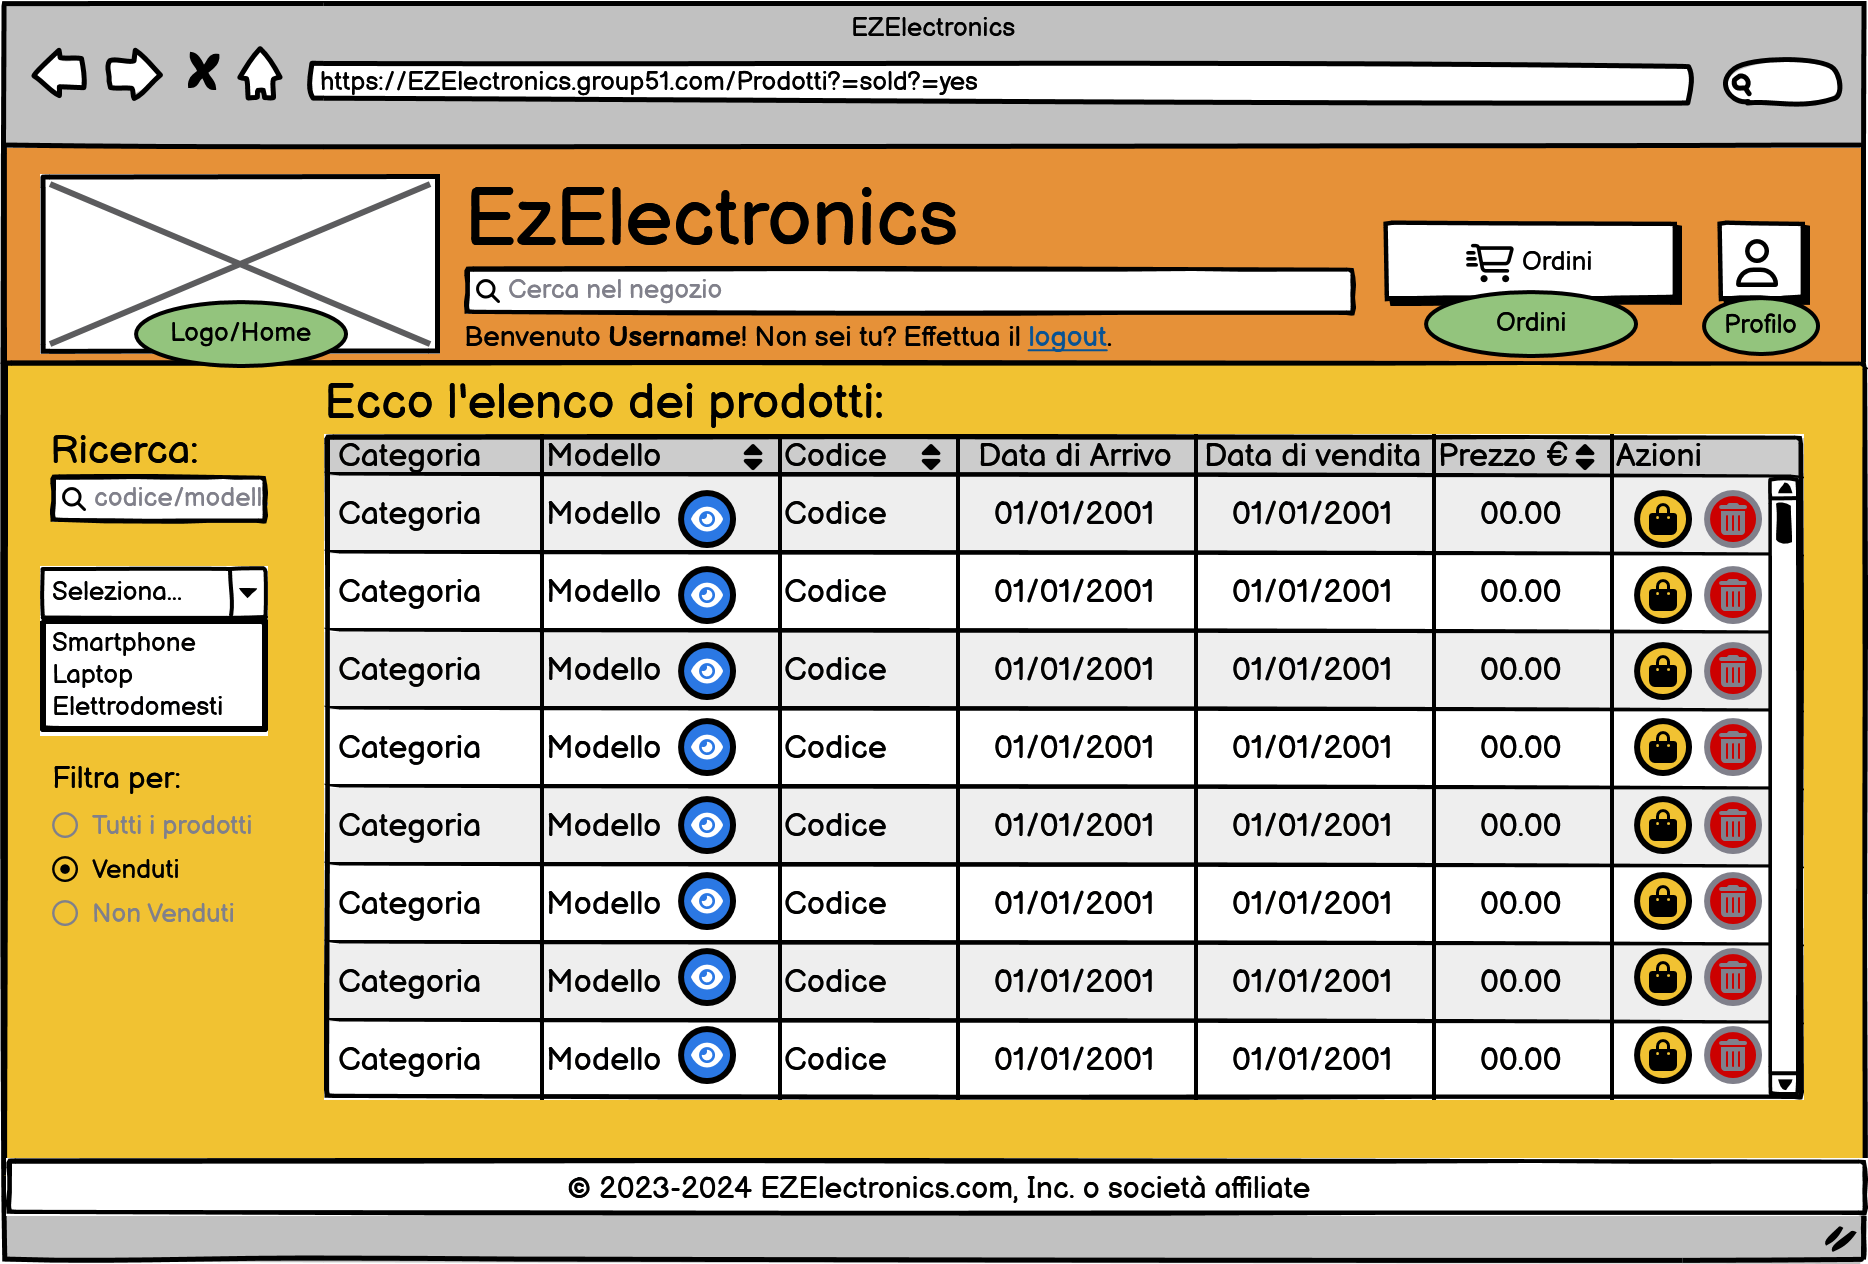 EZElectronics
https://EZElectronics.group51.com/Prodotti?=sold?=yes
EzElectronics
Cerca nel negozio
Benvenuto Username! Non sei tu? Effettua il logout.
Logo/Home
Ordini
Ordini
Profilo
Ricerca:
codice/modell
Seleziona...
Smartphone
Laptop
Elettrodomesti
Filtra per:
Tutti i prodotti
Venduti
Non Venduti
Ecco l'elenco dei prodotti:
Categoria Modello Codice Data di Arrivo Data di vendita Prezzo € Azioni
Categoria Modello Codice 01/01/2001 01/01/2001 00.00
Categoria Modello Codice 01/01/2001 01/01/2001 00.00
Categoria Modello Codice 01/01/2001 01/01/2001 00.00
Categoria Modello Codice 01/01/2001 01/01/2001 00.00
Categoria Modello Codice 01/01/2001 01/01/2001 00.00
Categoria Modello Codice 01/01/2001 01/01/2001 00.00
Categoria Modello Codice 01/01/2001 01/01/2001 00.00
Categoria Modello Codice 01/01/2001 01/01/2001 00.00
© 2023-2024 EZElectronics.com, Inc. o società affiliate